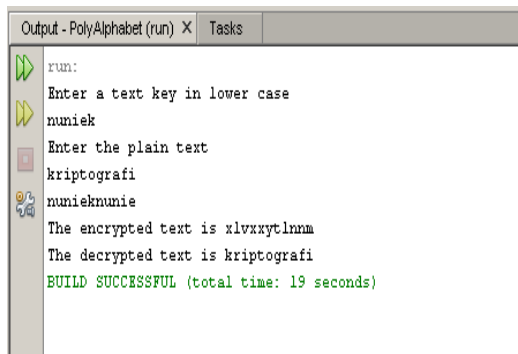 Output - PolyAlphabet (run) X Tasks
run:
Enter a text key in lower case
nuniek
Enter the plain text
kriptografi
nunieknunie
The encrypted text is xlvxxytlnnm
The decrypted text is kriptografi
BUILD SUCCESSFUL (total time: 19 seconds)